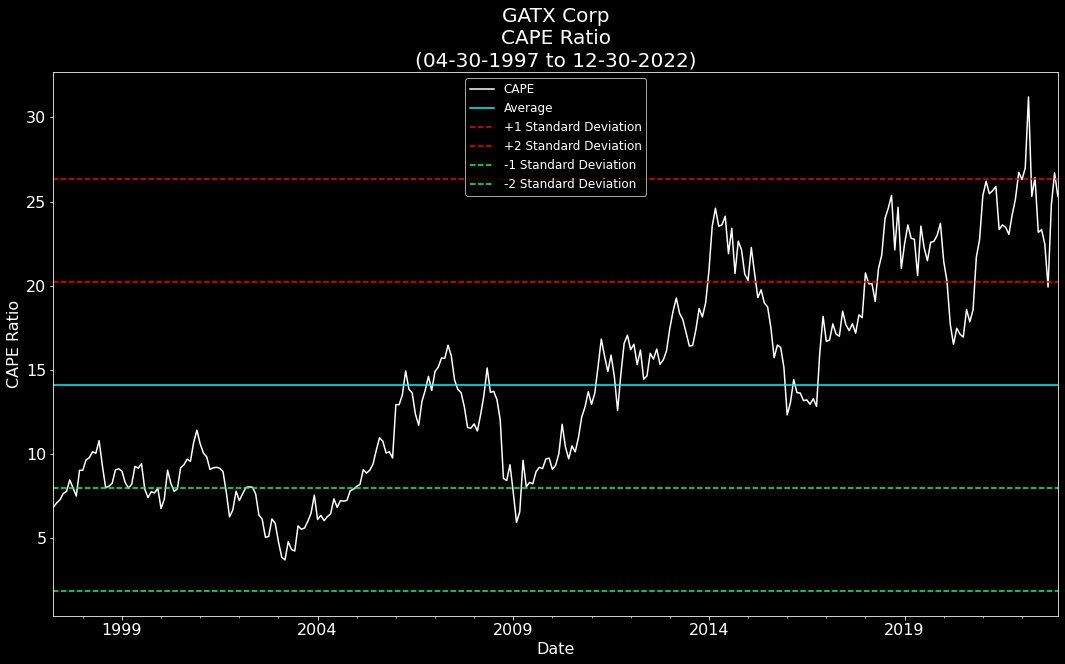 GATX Corp
CAPE Ratio
(04-30-1997 to 12-30-2022)
CAPE
Average
+1 Standard Deviation
+2 Standard Deviation
-1 Standard Deviation
-2 Standard Deviation
30
25
20
15
10
5
CAPE Ratio
1999 2004 2009 2014 2019
Date